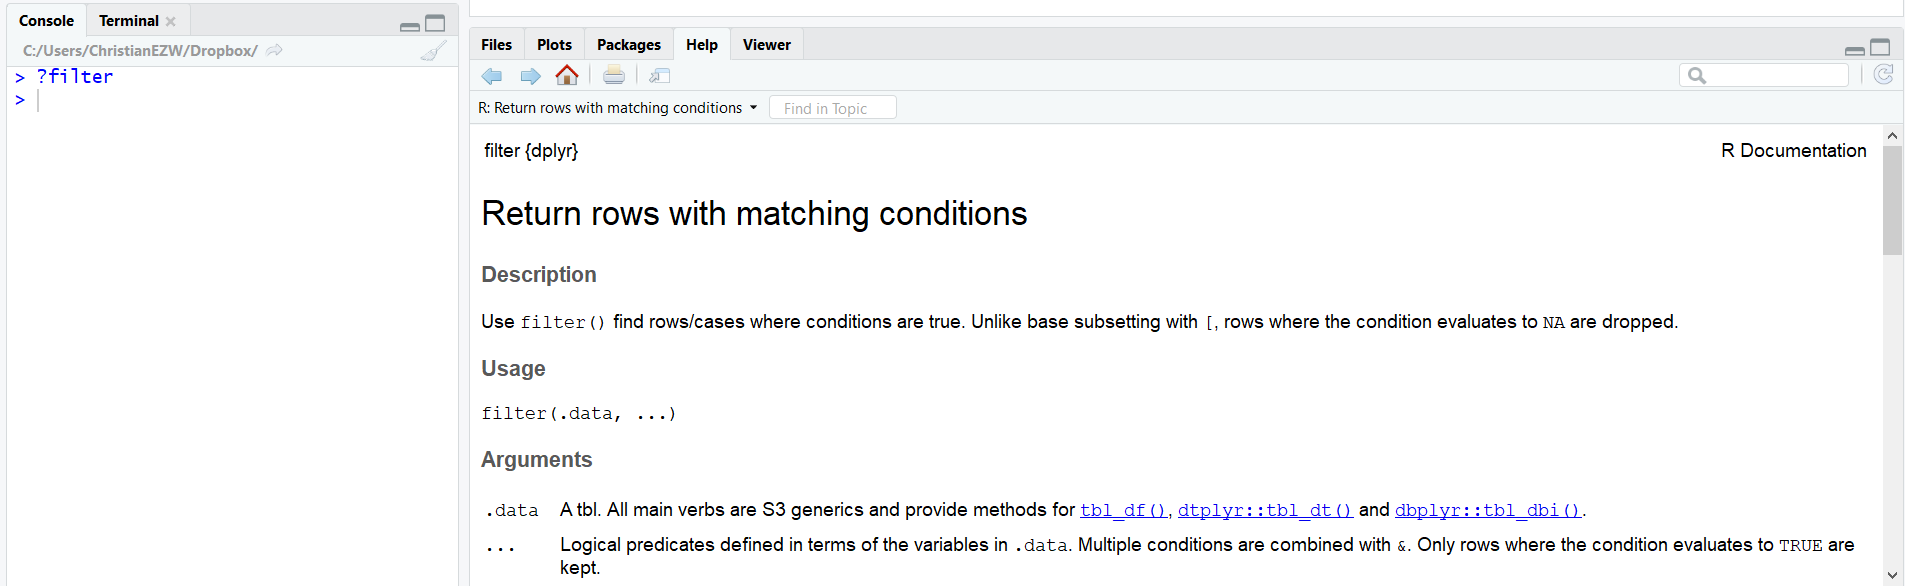 Console Terminal
C:/Users/ChristianEZW/Dropbox/
> ?filter
>
Files Plots Packages Help Viewer
R: Return rows with matching conditions Find in Topic
filter {dplyr} R Documentation
Return rows with matching conditions
Description
Use filter() find rows/cases where conditions are true. Unlike base subsetting with [, rows where the condition evaluates to NA are dropped.
Usage
filter(.data, ...)
Arguments
.data A tbl. All main verbs are S3 generics and provide methods for tbl_df(), dtplyr::tbl_dt() and dbplyr::tbl_dbi().
... Logical predicates defined in terms of the variables in .data. Multiple conditions are combined with &. Only rows where the condition evaluates to TRUE are
kept.